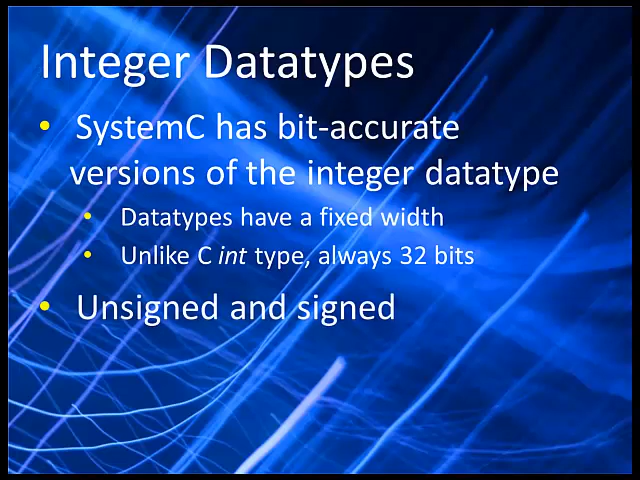 Integer Datatypes
• SystemC has bit-accurate
versions of the integer datatype
• Datatypes have a fixed width
• Unlike C int type, always 32 bits
• Unsigned and signed